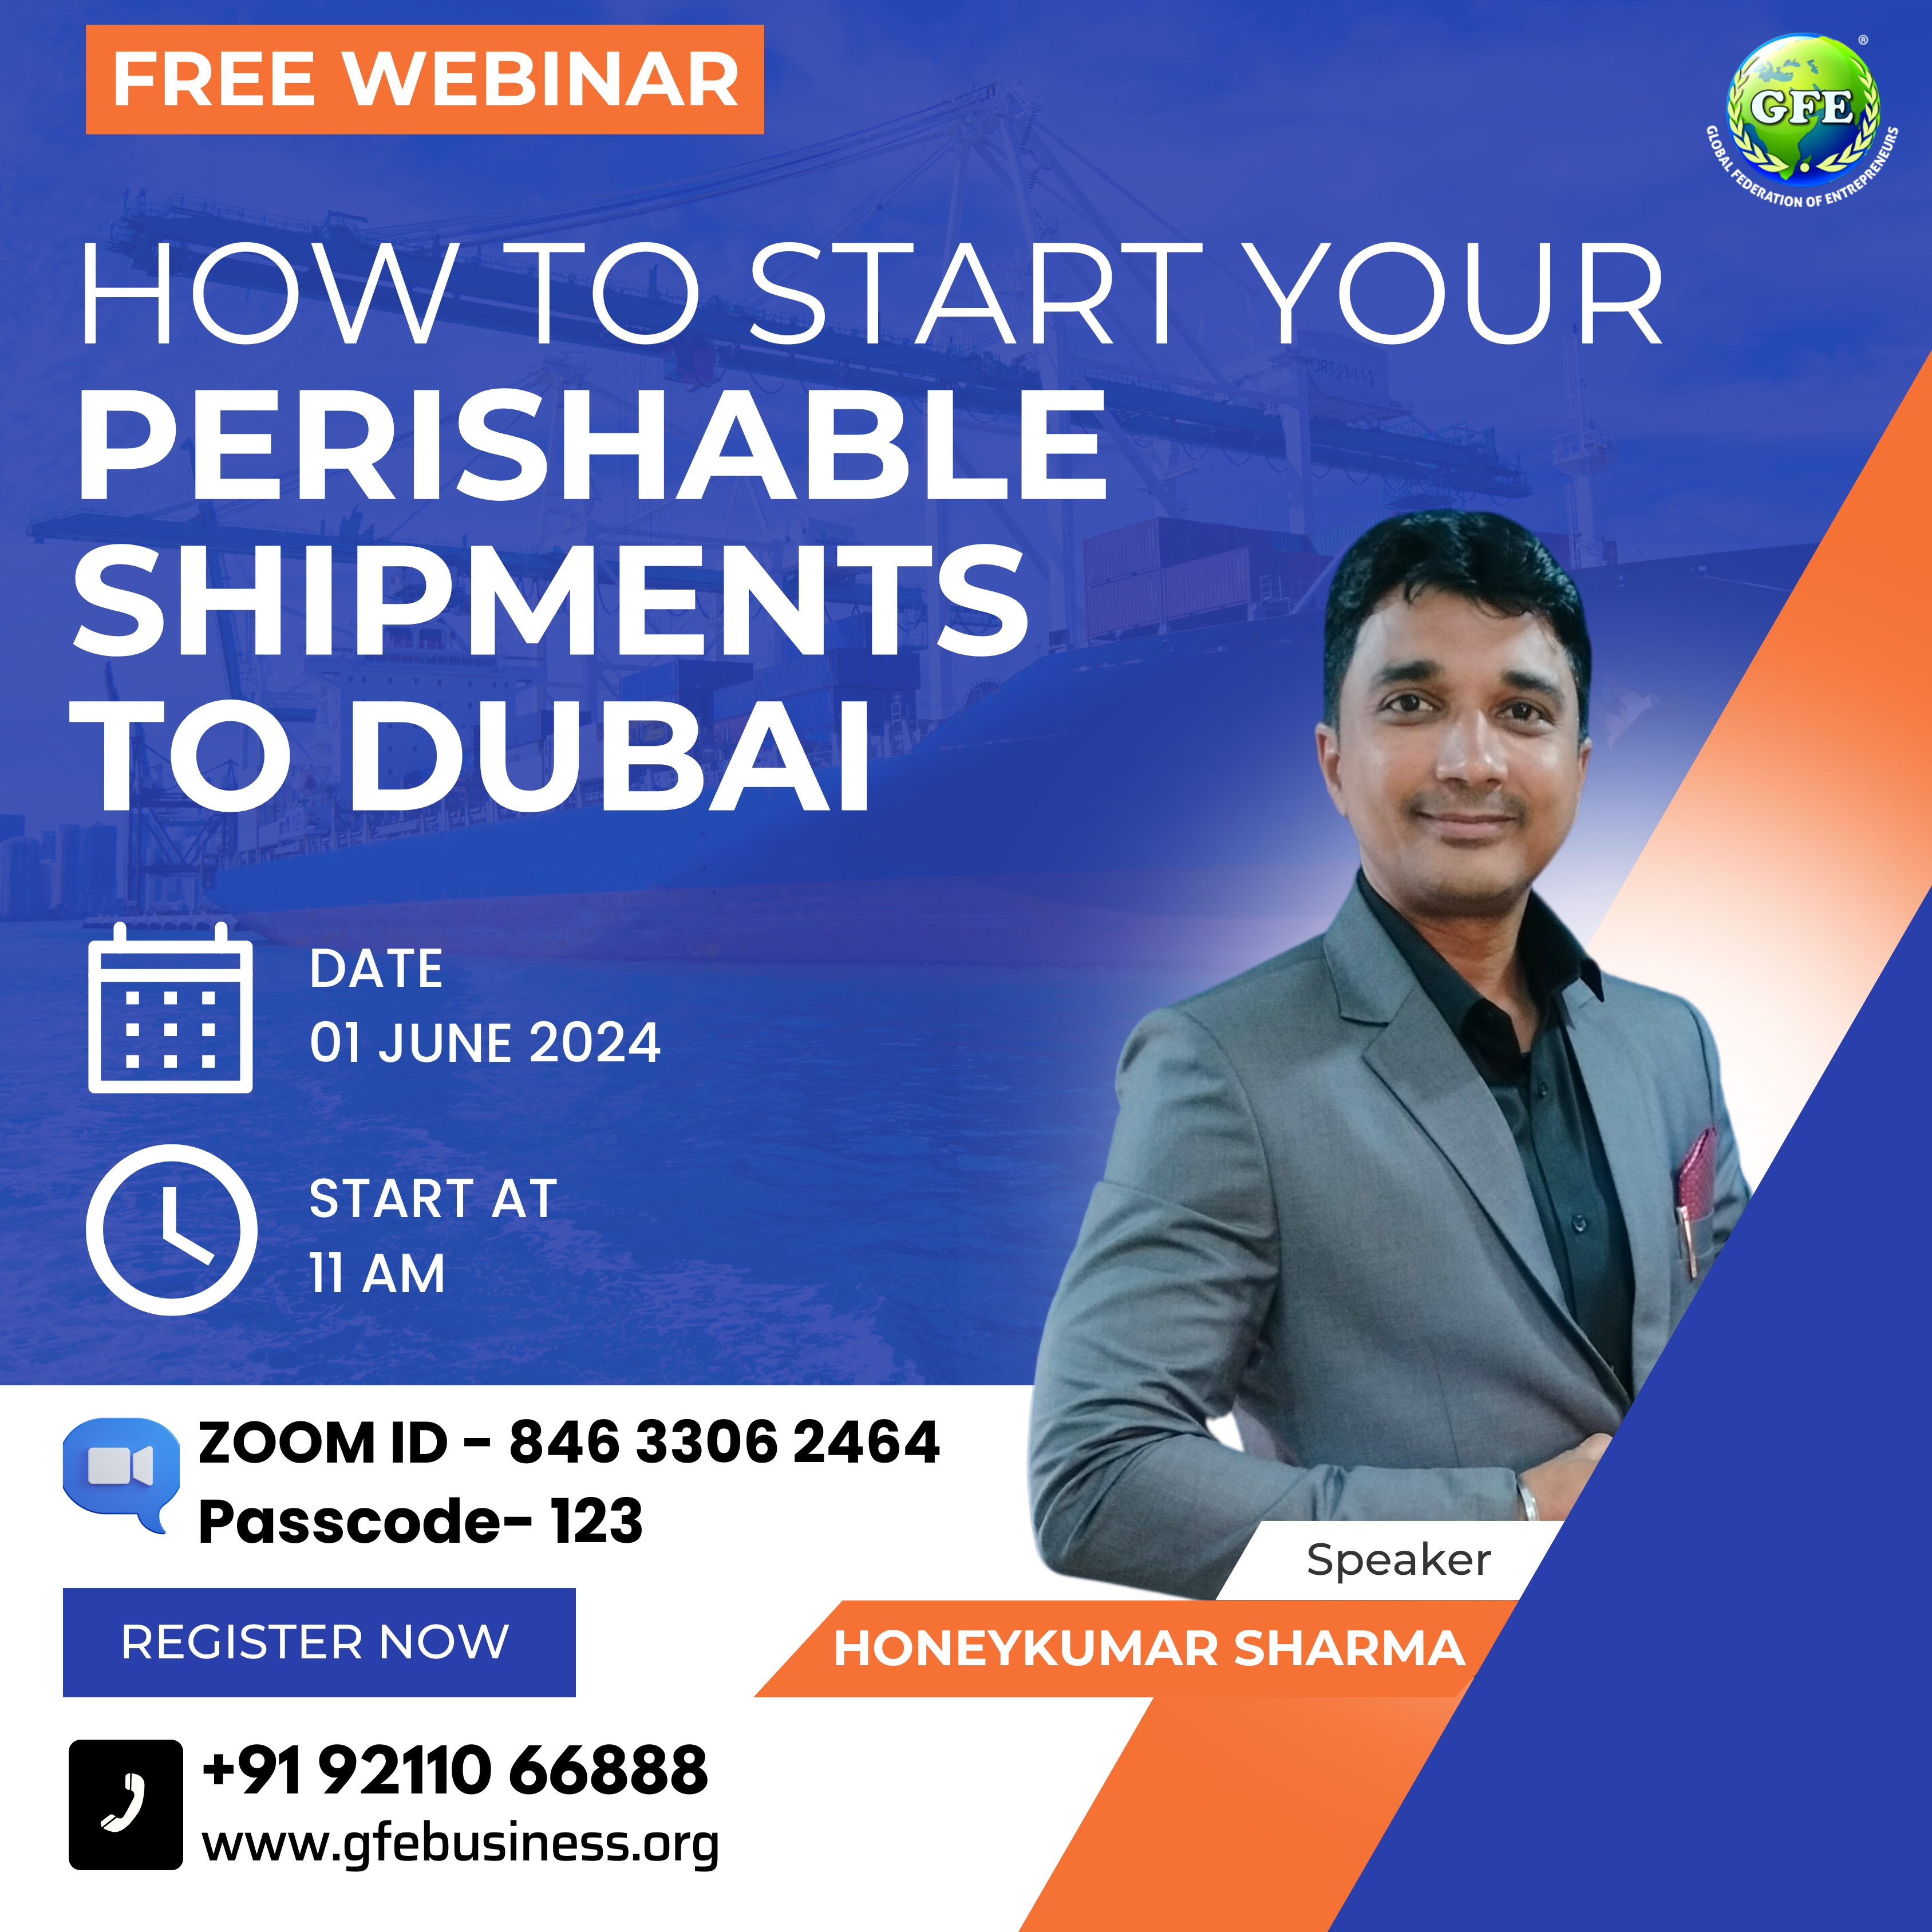 FREE WEBINAR
®
GFE
GLOBAL FEDERATION OF ENTREPRENEURS
HOW TO START YOUR
PERISHABLE
SHIPMENTS
TO DUBAI
DATE
01 JUNE 2024
START AT
11 AM
ZOOM ID - 846 3306 2464
Passcode- 123
Speaker
REGISTER NOW
HONEYKUMAR SHARMA
+91 92110 66888
www.gfebusiness.org